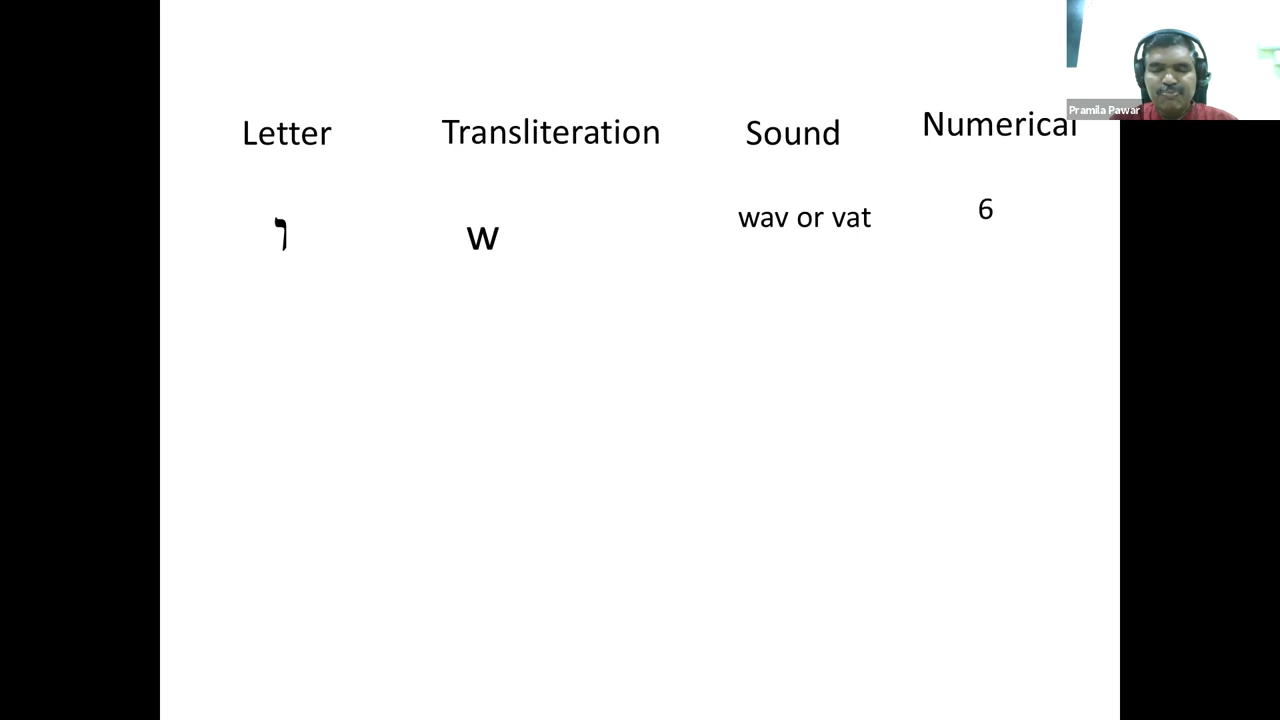 Letter Transliteration Sound Numerical
ו w wav or vat 6
Pramila Pawar